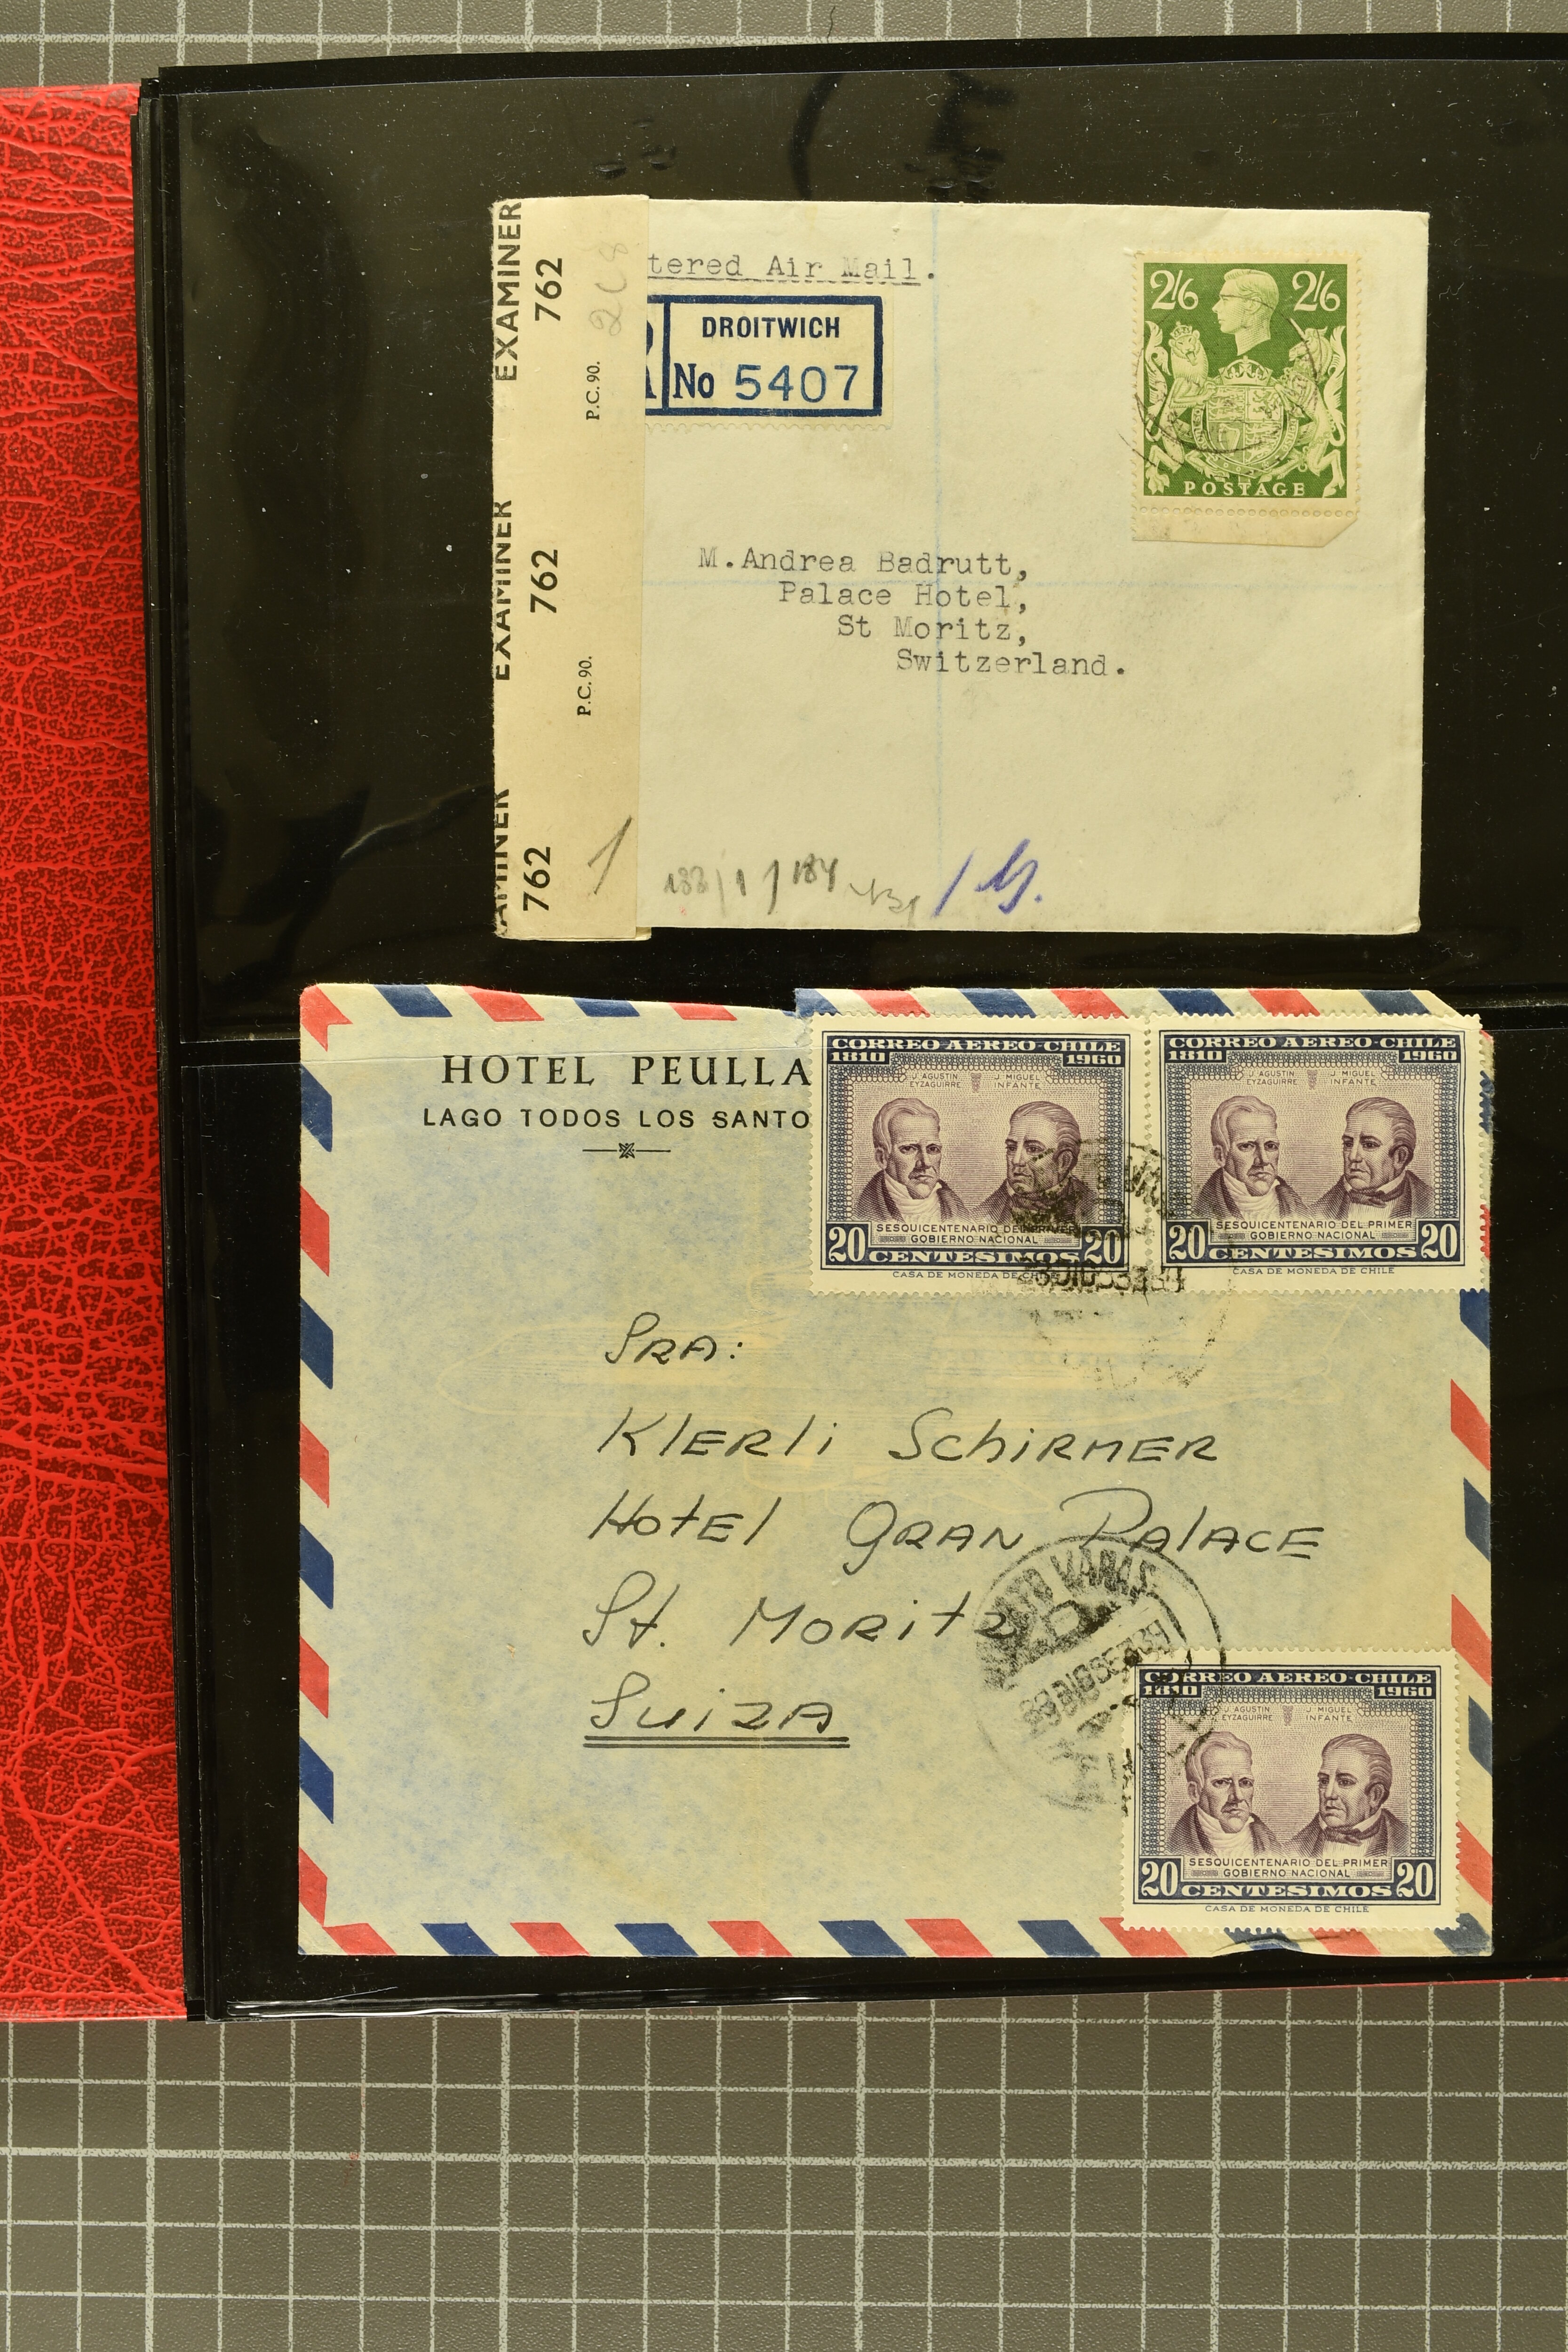 EXAMINER
762
P.C. 90.
EXAMINER
762
P.C. 90.
AMINER
762
1
tered Air Mail.
DROITWICH
No 5407
2/6 2/6
POSTAGE
M.Andrea Badrutt,
Palace Hotel,
St Moritz,
Switzerland.
HOTEL PEULLA
LAGO TODOS LOS SANTO
CORREO AEREO-CHILE
1810 1960
J. AGUSTIN EYZAGUIRRE
J. MIGUEL INFANTE
SESQUICENTENARIO DEL PRIMER
GOBIERNO NACIONAL
20 CENTESIMOS 20
CASA DE MONEDA DE CHILE
CORREO AEREO-CHILE
1810 1960
J. AGUSTIN EYZAGUIRRE
J. MIGUEL INFANTE
SESQUICENTENARIO DEL PRIMER
GOBIERNO NACIONAL
20 CENTESIMOS 20
CASA DE MONEDA DE CHILE
SRA:
Klerli Schirmer
Hotel Gran Palace
St. Moritz
Suiza
VARAS
CORREO AEREO-CHILE
1810 1960
J. AGUSTIN EYZAGUIRRE
J. MIGUEL INFANTE
SESQUICENTENARIO DEL PRIMER
GOBIERNO NACIONAL
20 CENTESIMOS 20
CASA DE MONEDA DE CHILE